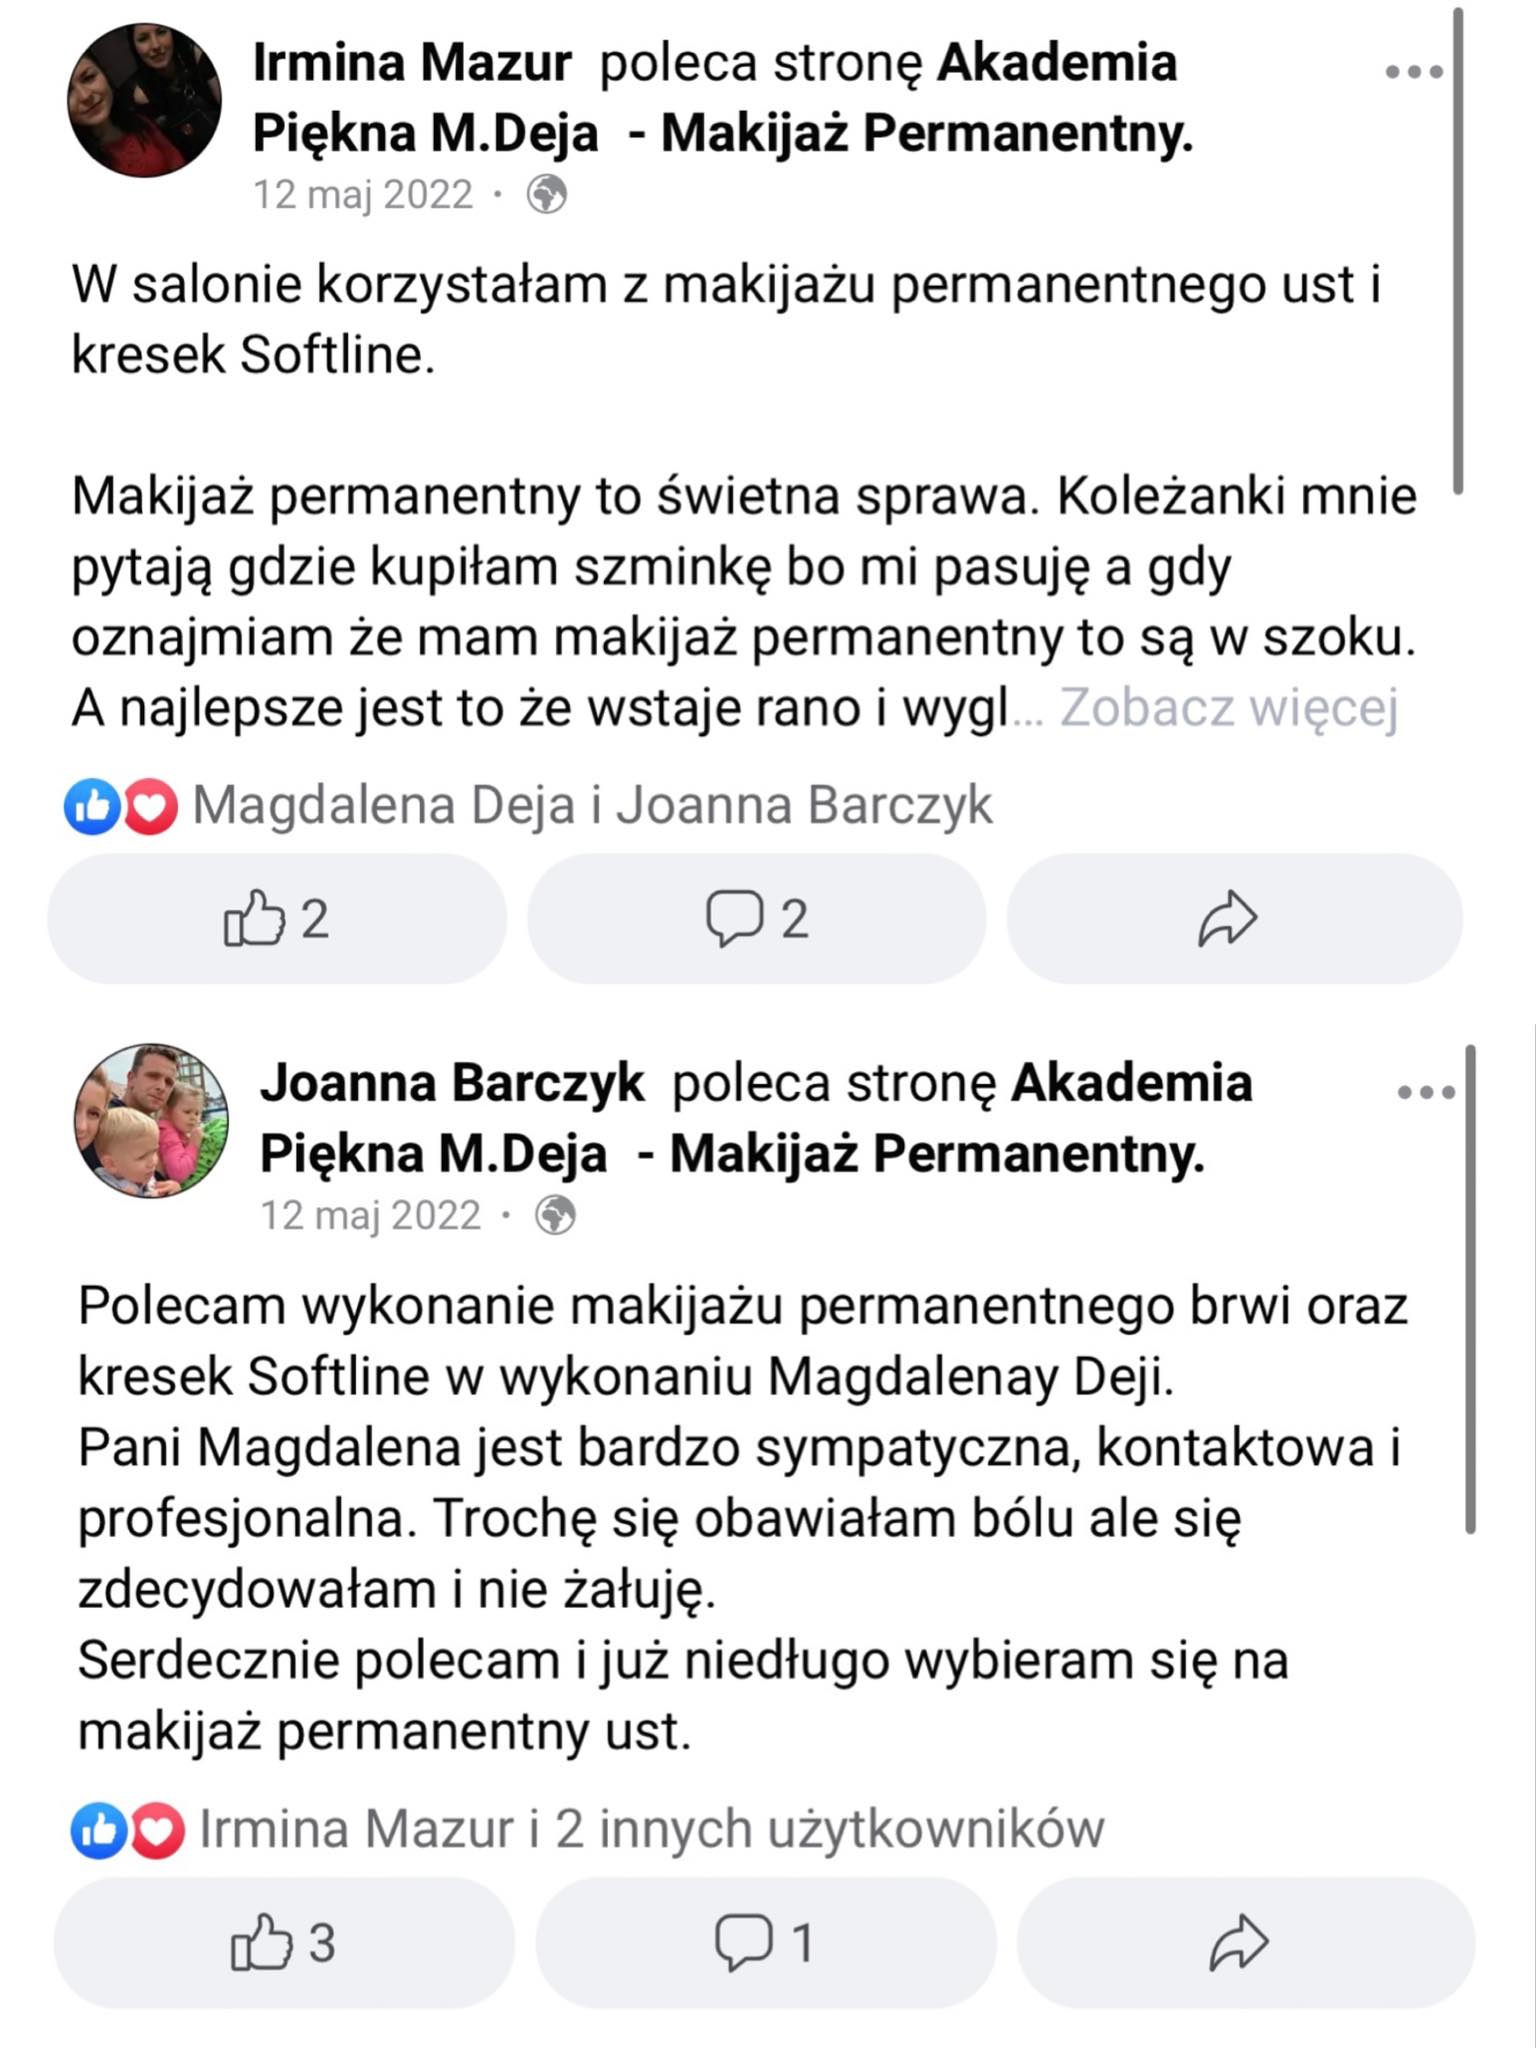 Irmina Mazur poleca stronę Akademia
Piękna M.Deja - Makijaż Permanentny.
12 maj 2022 ·
W salonie korzystałam z makijażu permanentnego ust i
kresek Softline.
Makijaż permanentny to świetna sprawa. Koleżanki mnie
pytają gdzie kupiłam szminkę bo mi pasuję a gdy
oznajmiam że mam makijaż permanentny to są w szoku.
A najlepsze jest to że wstaje rano i wygl... Zobacz więcej
Magdalena Deja i Joanna Barczyk
2 2
Joanna Barczyk poleca stronę Akademia
Piękna M.Deja - Makijaż Permanentny.
12 maj 2022 ·
Polecam wykonanie makijażu permanentnego brwi oraz
kresek Softline w wykonaniu Magdalenay Deji.
Pani Magdalena jest bardzo sympatyczna, kontaktowa i
profesjonalna. Trochę się obawiałam bólu ale się
zdecydowałam i nie żałuję.
Serdecznie polecam i już niedługo wybieram się na
makijaż permanentny ust.
Irmina Mazur i 2 innych użytkowników
3 1